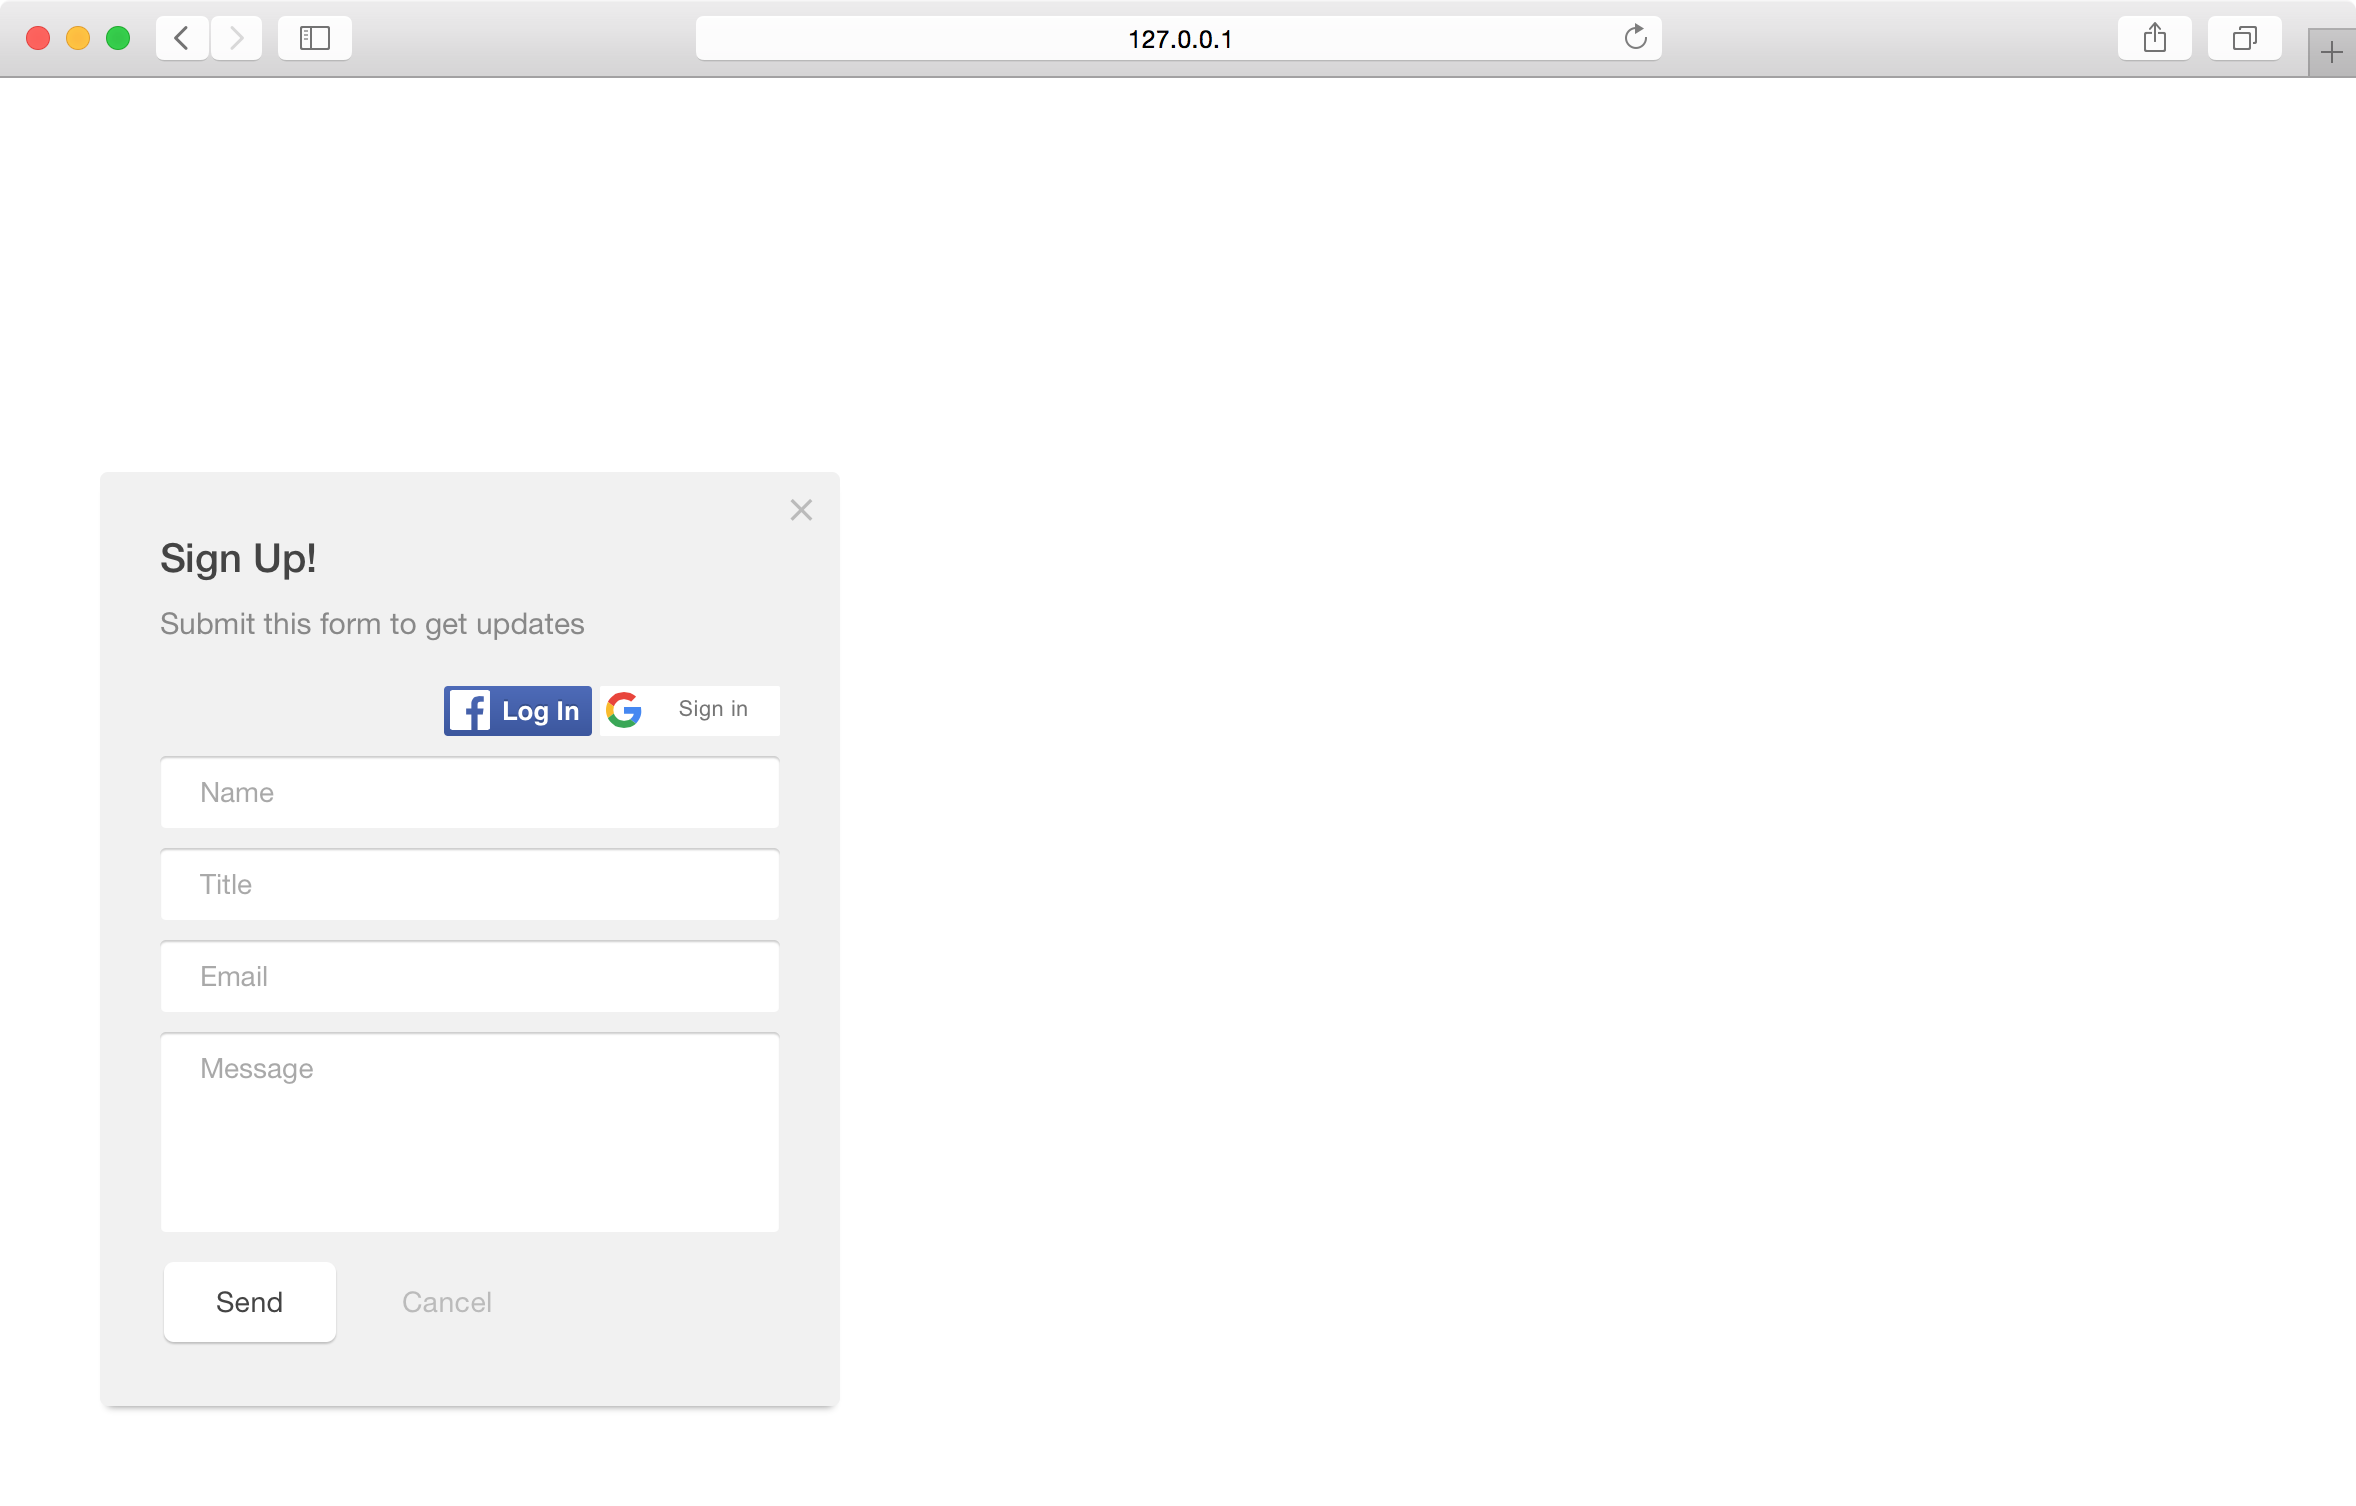 127.0.0.1
Sign Up!
Submit this form to get updates
Log In
Sign in
Name
Title
Email
Message
Send
Cancel